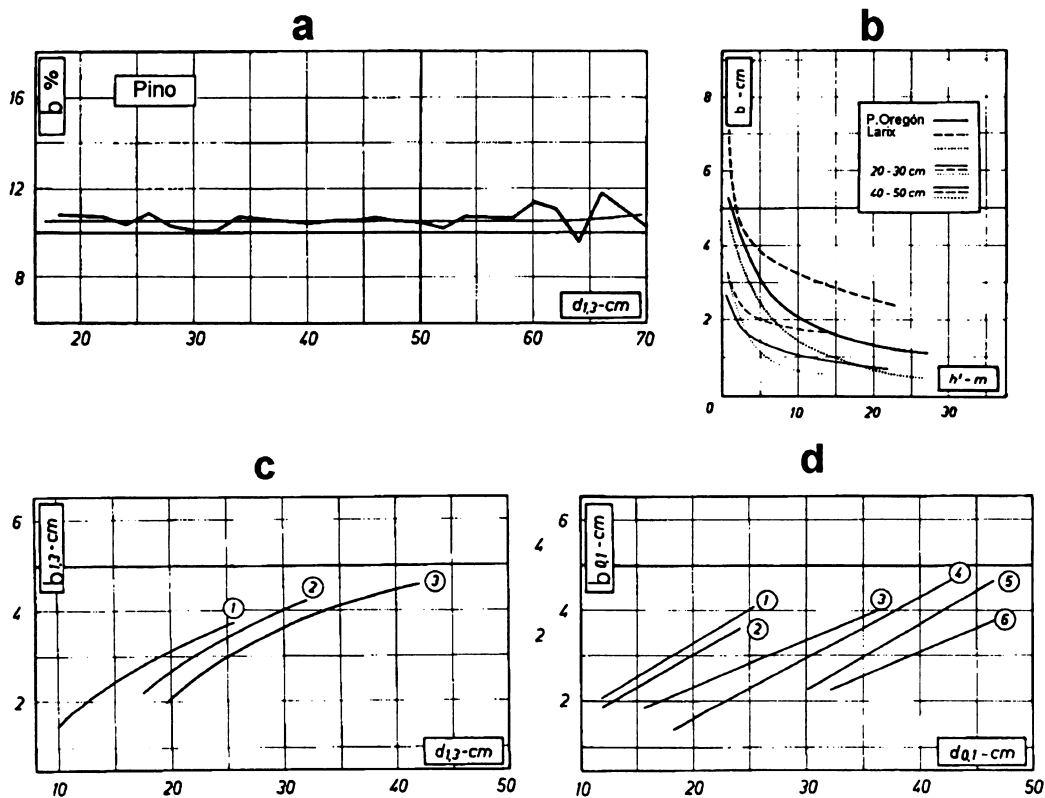 a
b %
Pino
16
12
8
d1,3-cm
20 30 40 50 60 70
b
b - cm
8
6
4
2
0
P.Oregón
Larix
20 - 30 cm
40 - 50 cm
h' - m
10 20 30
c
b1,3-cm
6
4
2
1
2
3
d1,3-cm
10 20 30 40 50
d
b0,1-cm
6
4
4
2
2
1
2
3
4
5
6
d0,1-cm
10 20 30 40 50